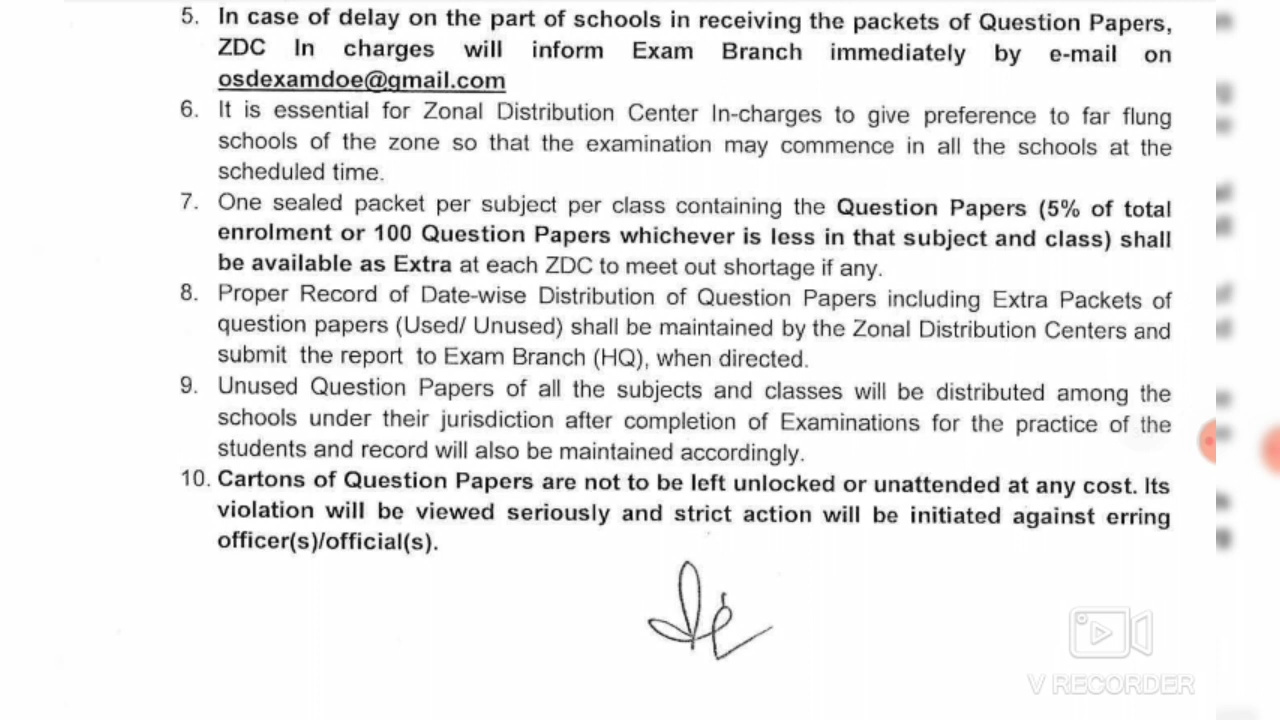 5. In case of delay on the part of schools in receiving the packets of Question Papers,
ZDC In charges will inform Exam Branch immediately by e-mail on
osdexamdoe@gmail.com
6. It is essential for Zonal Distribution Center In-charges to give preference to far flung
schools of the zone so that the examination may commence in all the schools at the
scheduled time.
7. One sealed packet per subject per class containing the Question Papers (5% of total
enrolment or 100 Question Papers whichever is less in that subject and class) shall
be available as Extra at each ZDC to meet out shortage if any.
8. Proper Record of Date-wise Distribution of Question Papers including Extra Packets of
question papers (Used/ Unused) shall be maintained by the Zonal Distribution Centers and
submit the report to Exam Branch (HQ), when directed.
9. Unused Question Papers of all the subjects and classes will be distributed among the
schools under their jurisdiction after completion of Examinations for the practice of the
students and record will also be maintained accordingly.
10. Cartons of Question Papers are not to be left unlocked or unattended at any cost. Its
violation will be viewed seriously and strict action will be initiated against erring
officer(s)/official(s).
V RECORDER